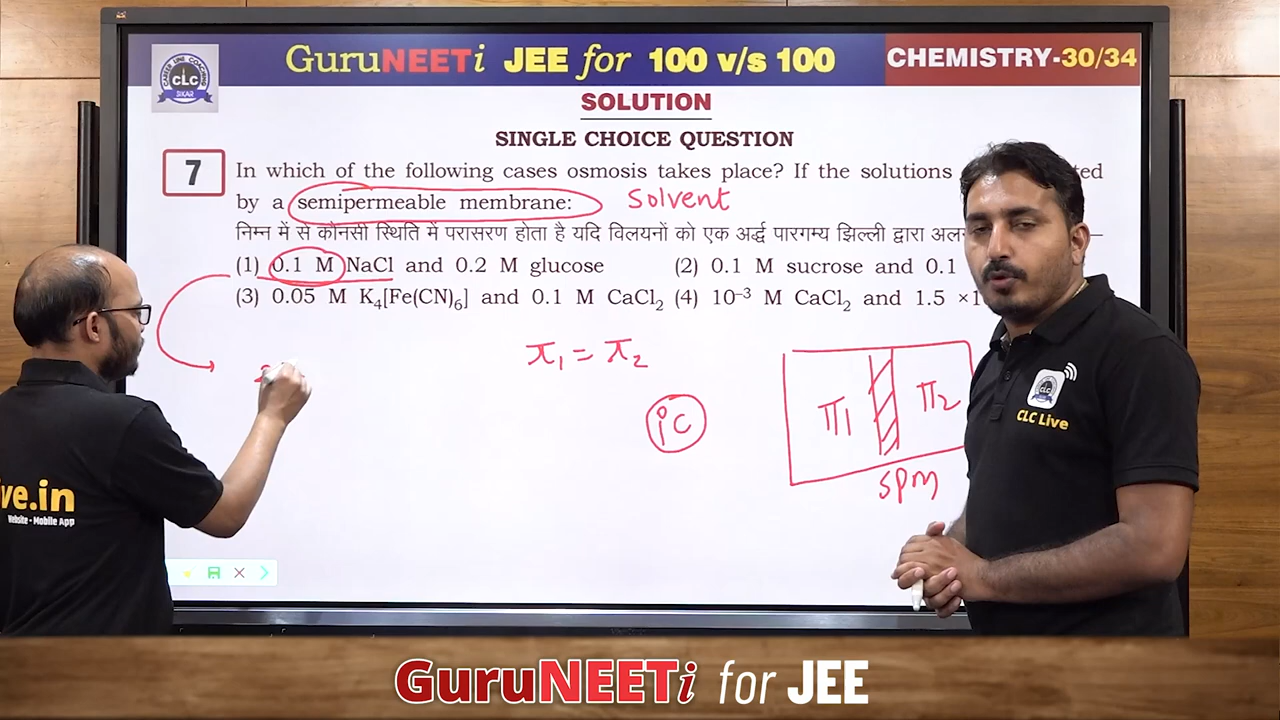 GuruNEETi JEE for 100 v/s 100
CHEMISTRY-30/34
CAREER LINE COACHING
CLC
SIKAR
SOLUTION
SINGLE CHOICE QUESTION
7
In which of the following cases osmosis takes place? If the solutions
by a semipermeable membrane: Solvent
निम्न में से कौनसी स्थिति में परासरण होता है यदि विलयनों को एक अर्द्ध पारगम्य झिल्ली द्वारा
(1) 0.1 M NaCl and 0.2 M glucose (2) 0.1 M sucrose and 0.1
(3) 0.05 M K₄[Fe(CN)₆] and 0.1 M CaCl₂ (4) 10⁻³ M CaCl₂ and 1.5 ×1
π₁ = π₂
iC
π₁ π₂
SPM
CLC
CLC Live
ve.in
Website - Mobile App
GuruNEETi for JEE